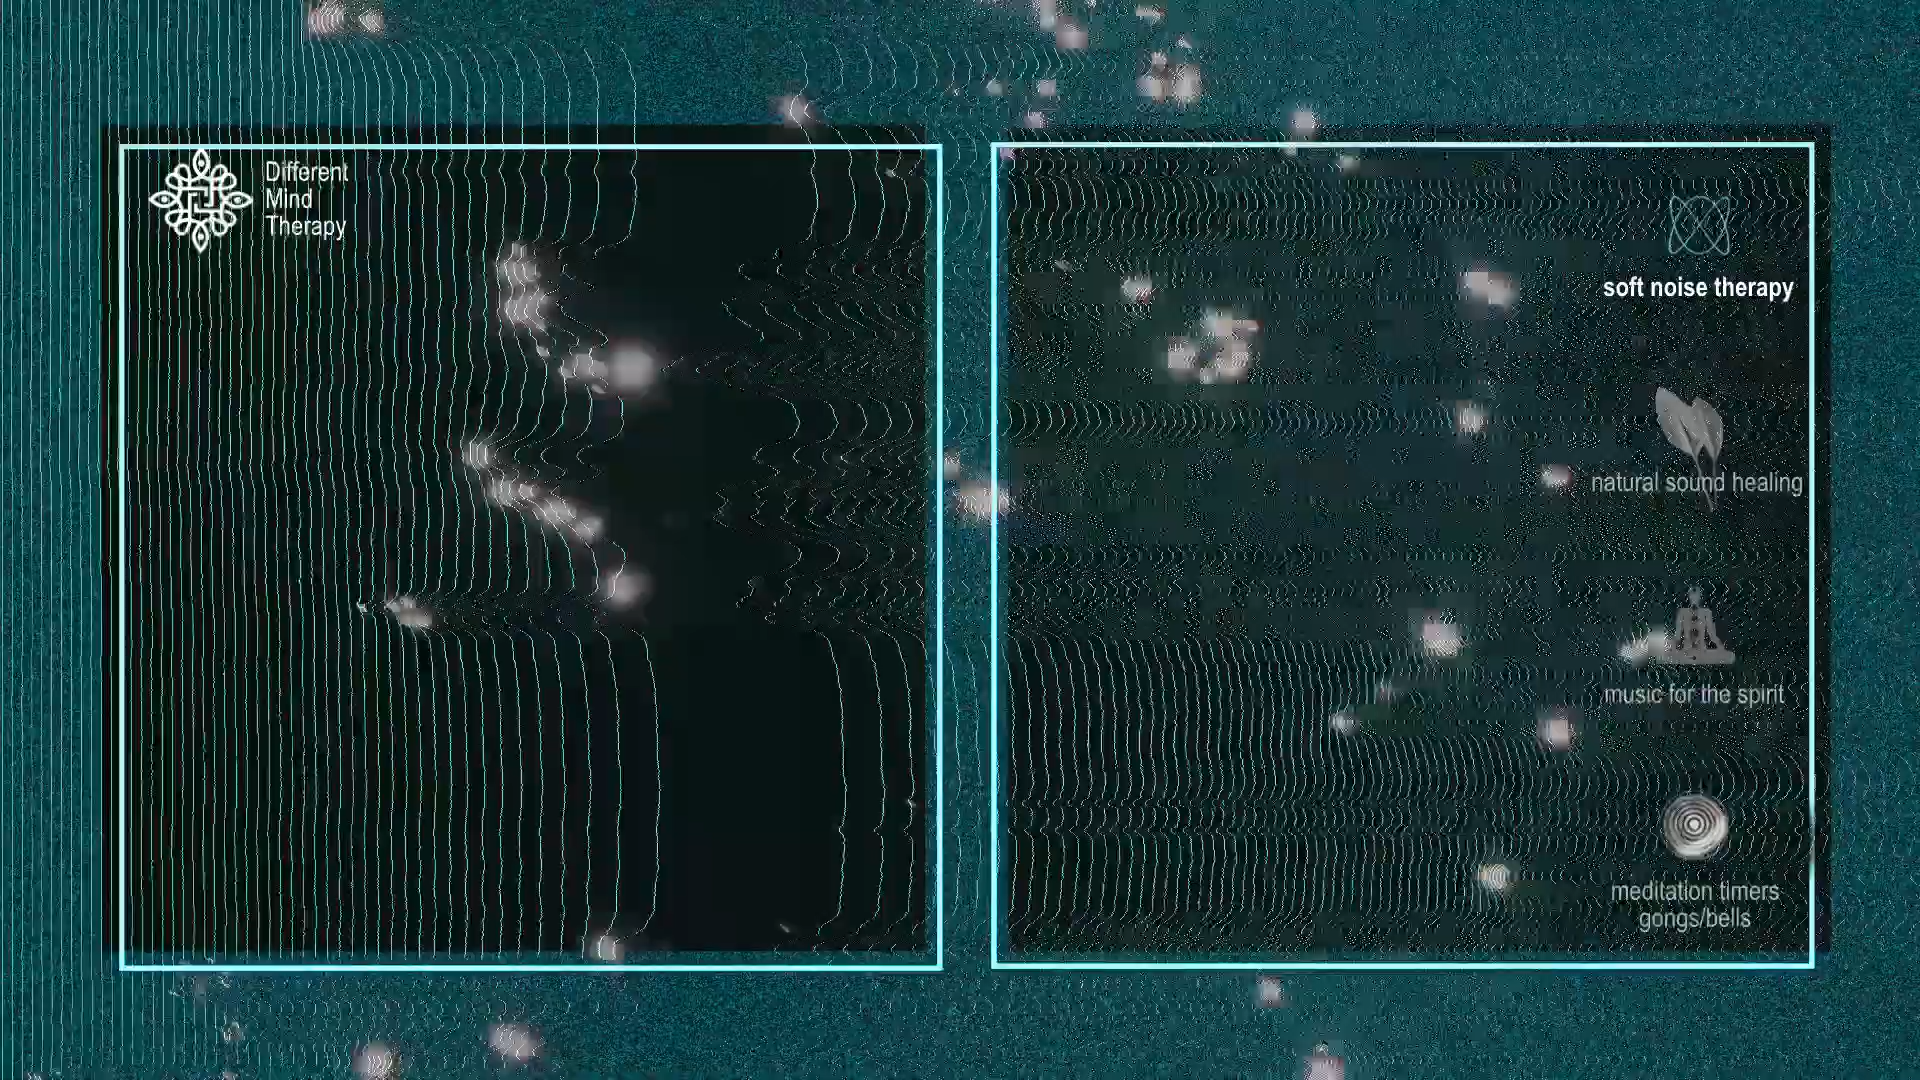 Different
Mind
Therapy
soft noise therapy
natural sound healing
music for the spirit
meditation timers
gongs/bells